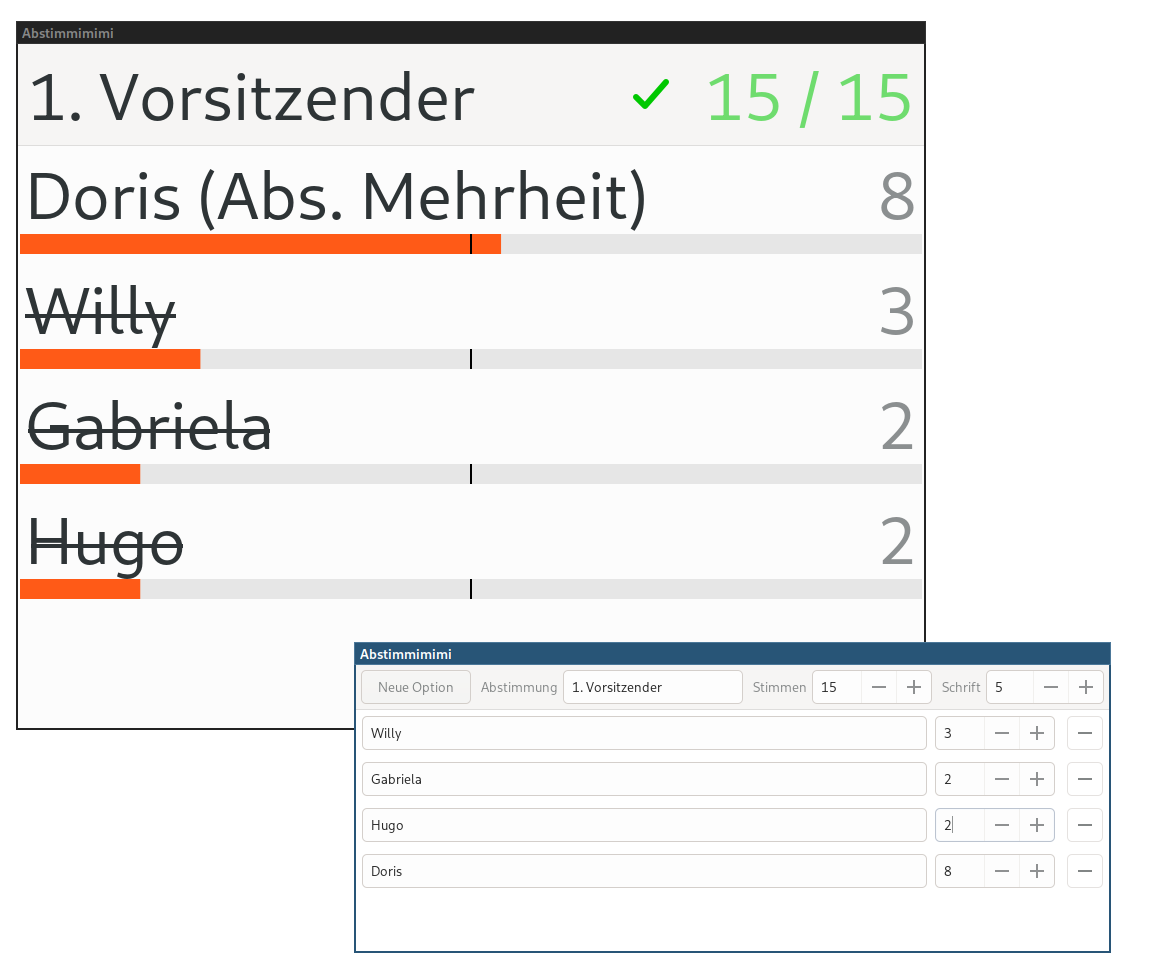 Abstimmimimi
1. Vorsitzender ✓ 15 / 15
Doris (Abs. Mehrheit) 8
Willy 3
Gabriela 2
Hugo 2
Abstimmimimi
Neue Option Abstimmung 1. Vorsitzender Stimmen 15 − + Schrift 5 − +
Willy 3 − + −
Gabriela 2 − + −
Hugo 2 − + −
Doris 8 − + −